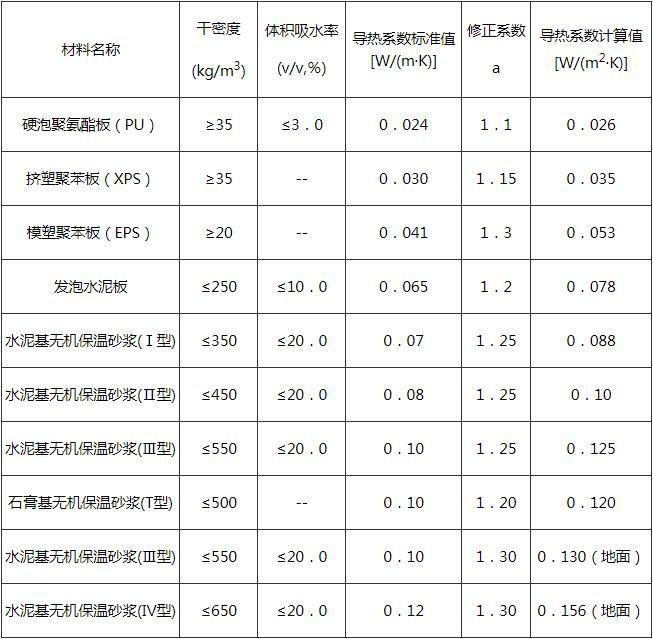 材料名称 干密度 (kg/m³) 体积吸水率 (v/v,%) 导热系数标准值 [W/(m·K)] 修正系数 a 导热系数计算值 [W/(m²·K)]
硬泡聚氨酯板（PU） ≥35 ≤3．0 0．024 1．1 0．026
挤塑聚苯板（XPS） ≥35 -- 0．030 1．15 0．035
模塑聚苯板（EPS） ≥20 -- 0．041 1．3 0．053
发泡水泥板 ≤250 ≤10．0 0．065 1．2 0．078
水泥基无机保温砂浆(Ⅰ型) ≤350 ≤20．0 0．07 1．25 0．088
水泥基无机保温砂浆(Ⅱ型) ≤450 ≤20．0 0．08 1．25 0．10
水泥基无机保温砂浆(Ⅲ型) ≤550 ≤20．0 0．10 1．25 0．125
石膏基无机保温砂浆(T型) ≤500 -- 0．10 1．20 0．120
水泥基无机保温砂浆(Ⅲ型) ≤550 ≤20．0 0．10 1．30 0．130（地面）
水泥基无机保温砂浆(Ⅳ型) ≤650 ≤20．0 0．12 1．30 0．156（地面）